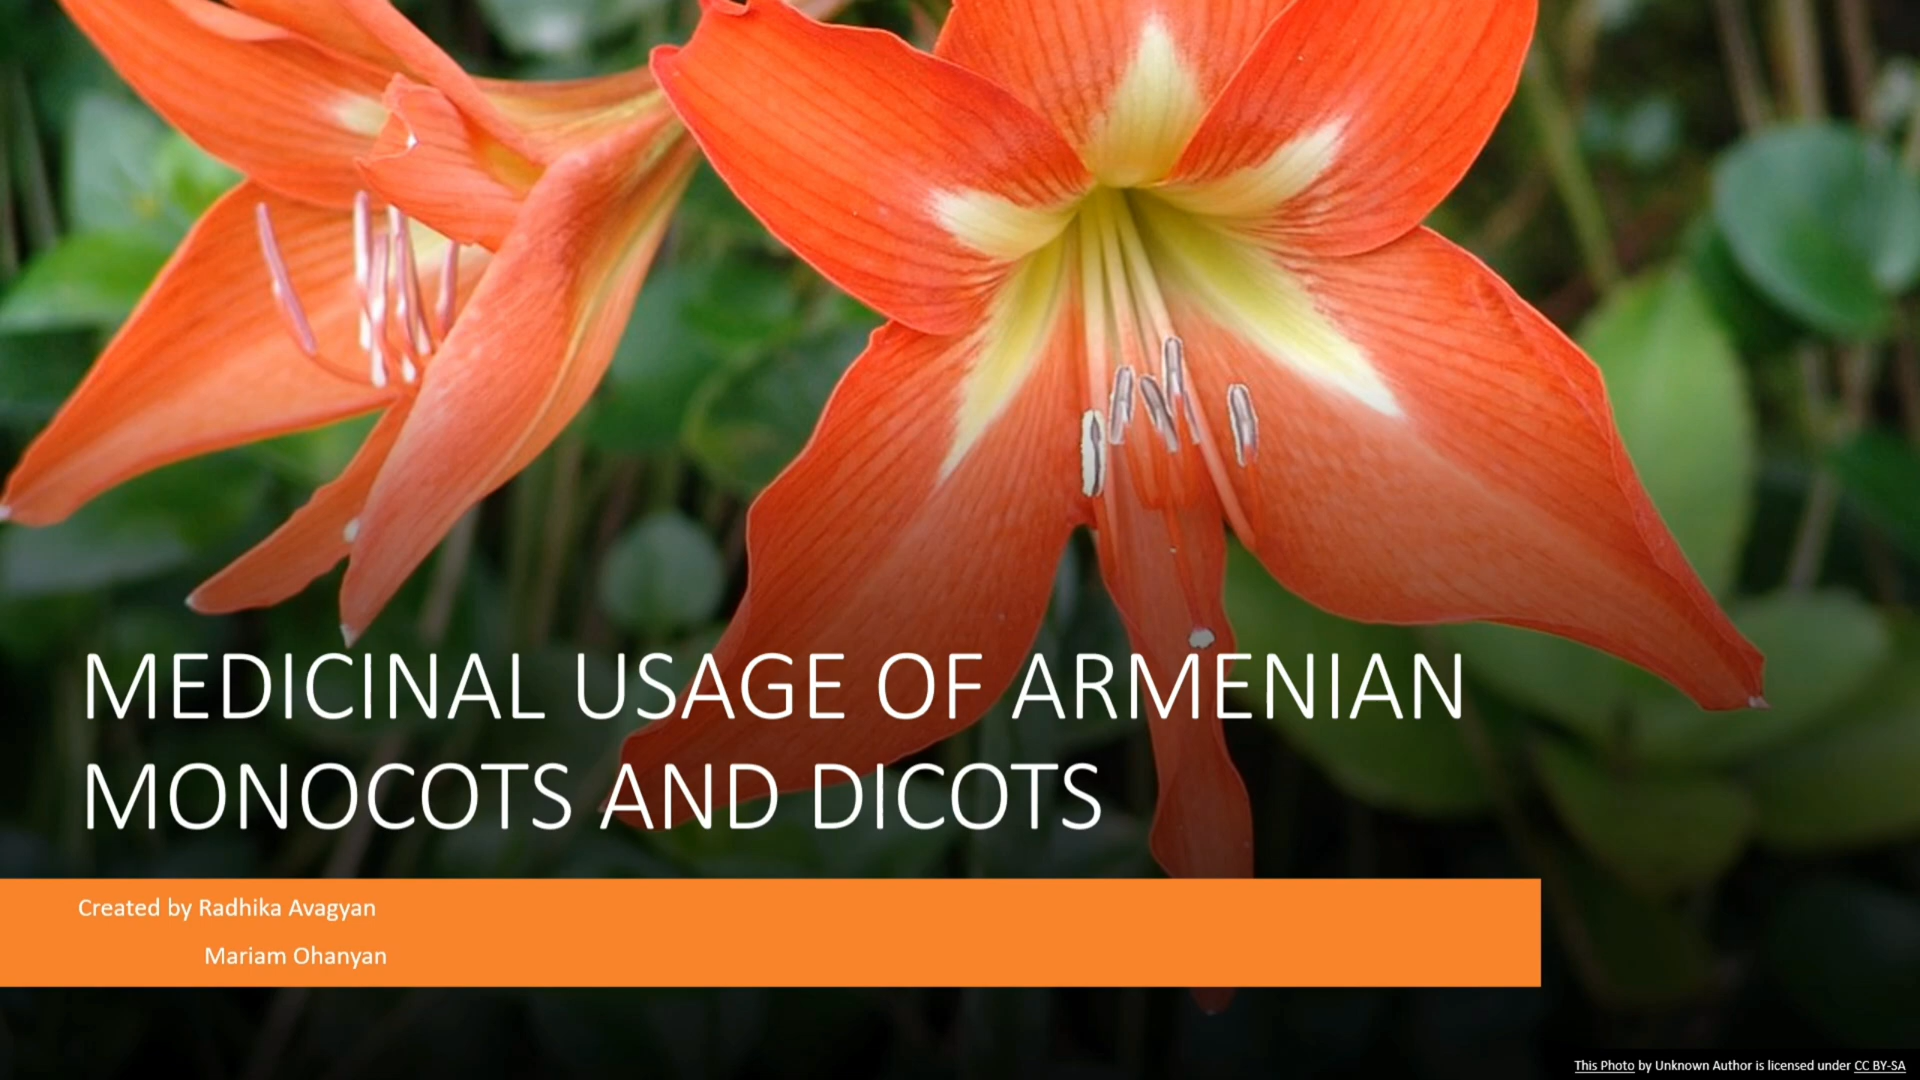 MEDICINAL USAGE OF ARMENIAN
MONOCOTS AND DICOTS
Created by Radhika Avagyan
Mariam Ohanyan
This Photo by Unknown Author is licensed under CC BY-SA